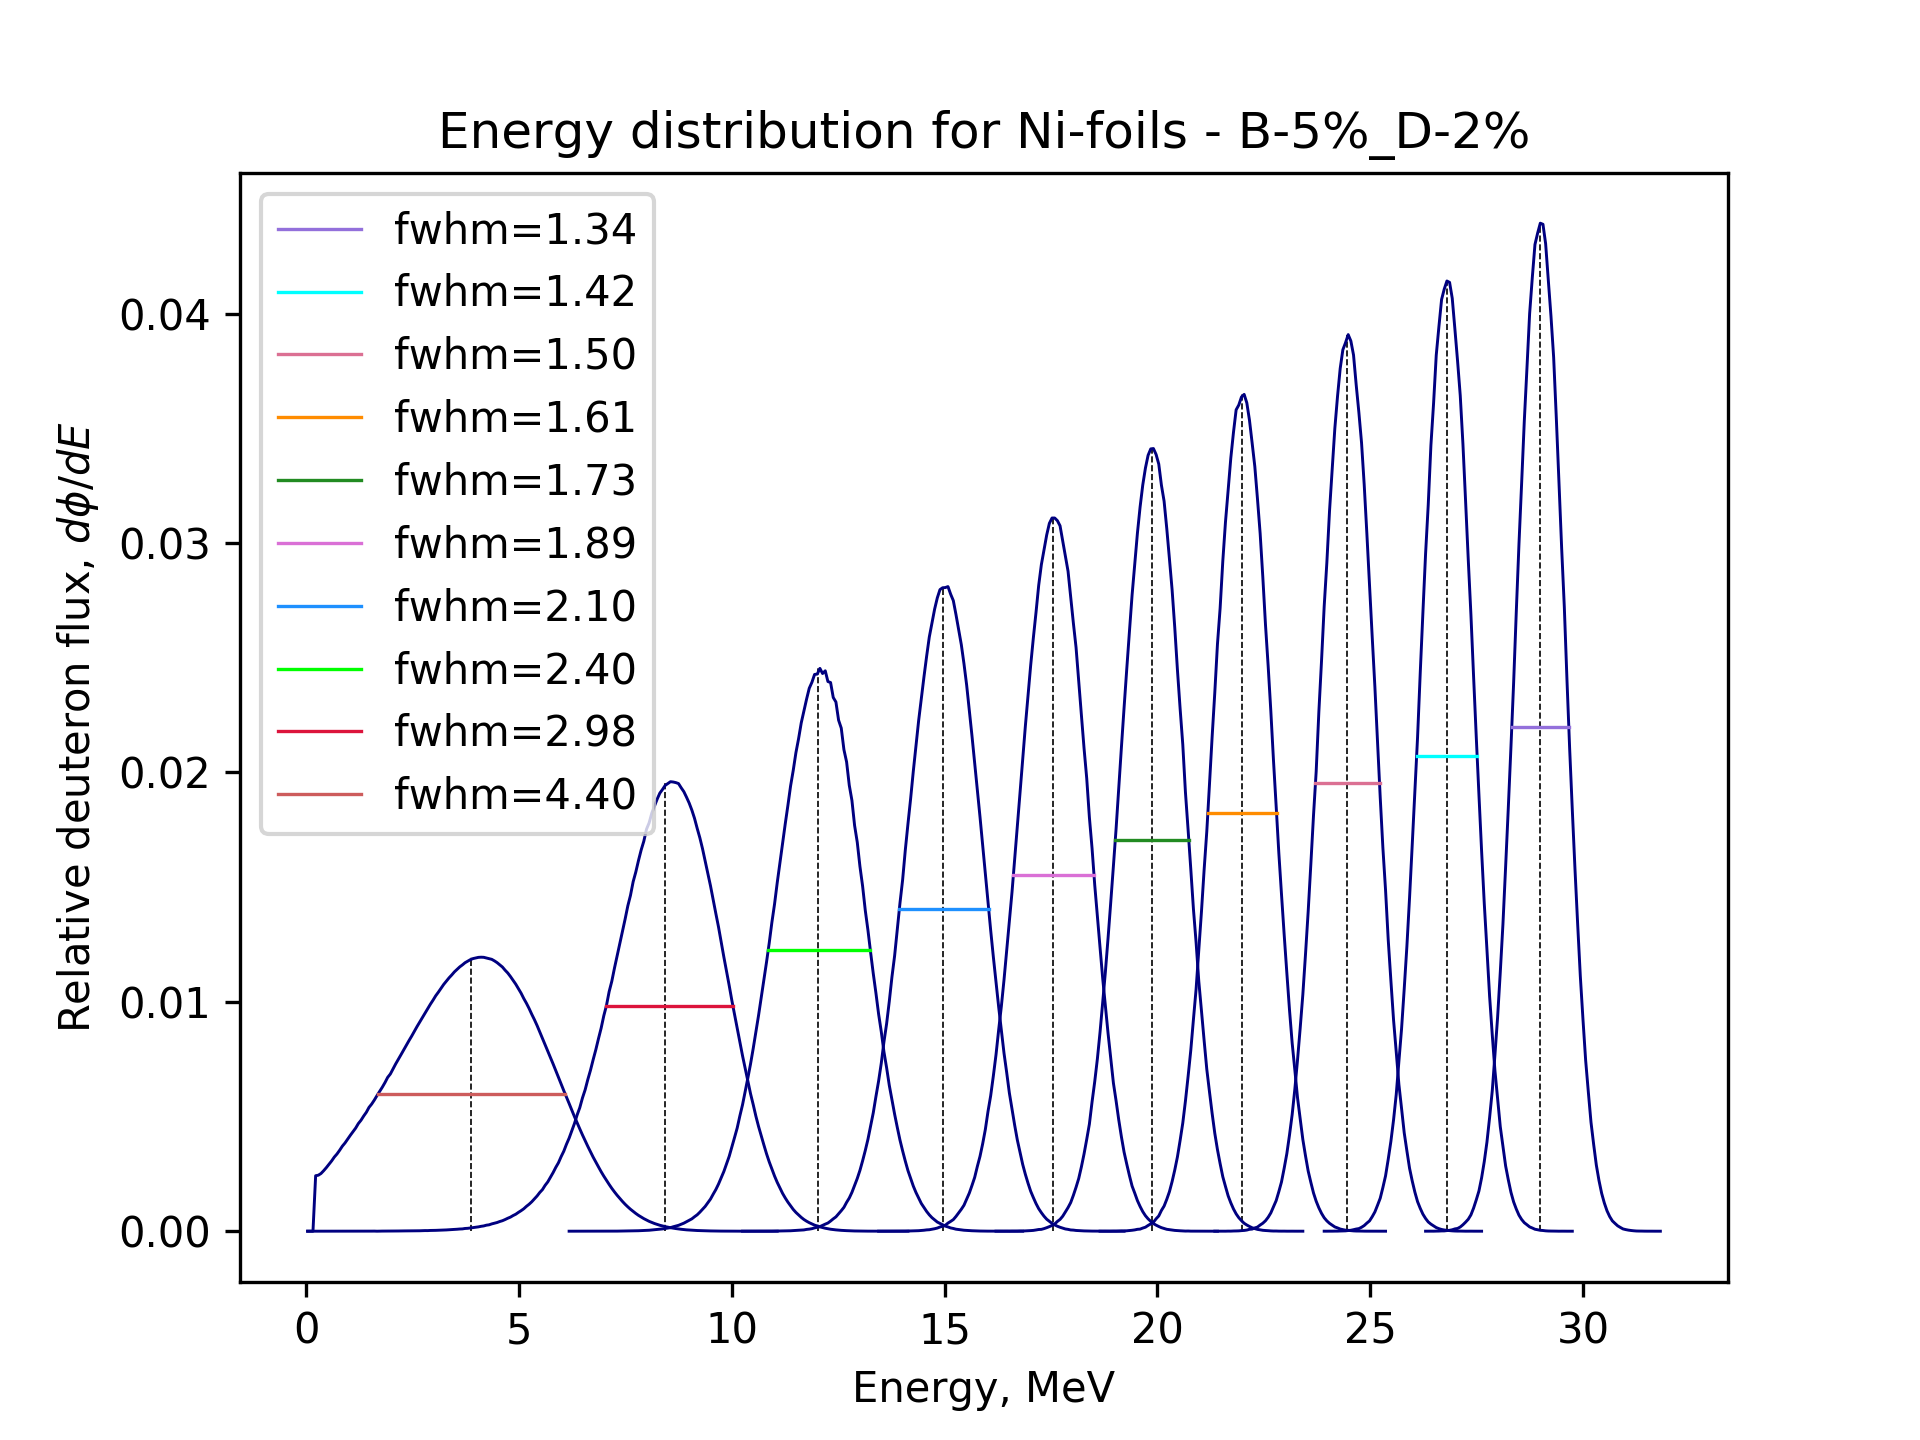 Energy distribution for Ni-foils - B-5%_D-2%
fwhm=1.34
fwhm=1.42
fwhm=1.50
fwhm=1.61
fwhm=1.73
fwhm=1.89
fwhm=2.10
fwhm=2.40
fwhm=2.98
fwhm=4.40
Relative deuteron flux, dϕ/dE
0.04
0.03
0.02
0.01
0.00
0 5 10 15 20 25 30
Energy, MeV